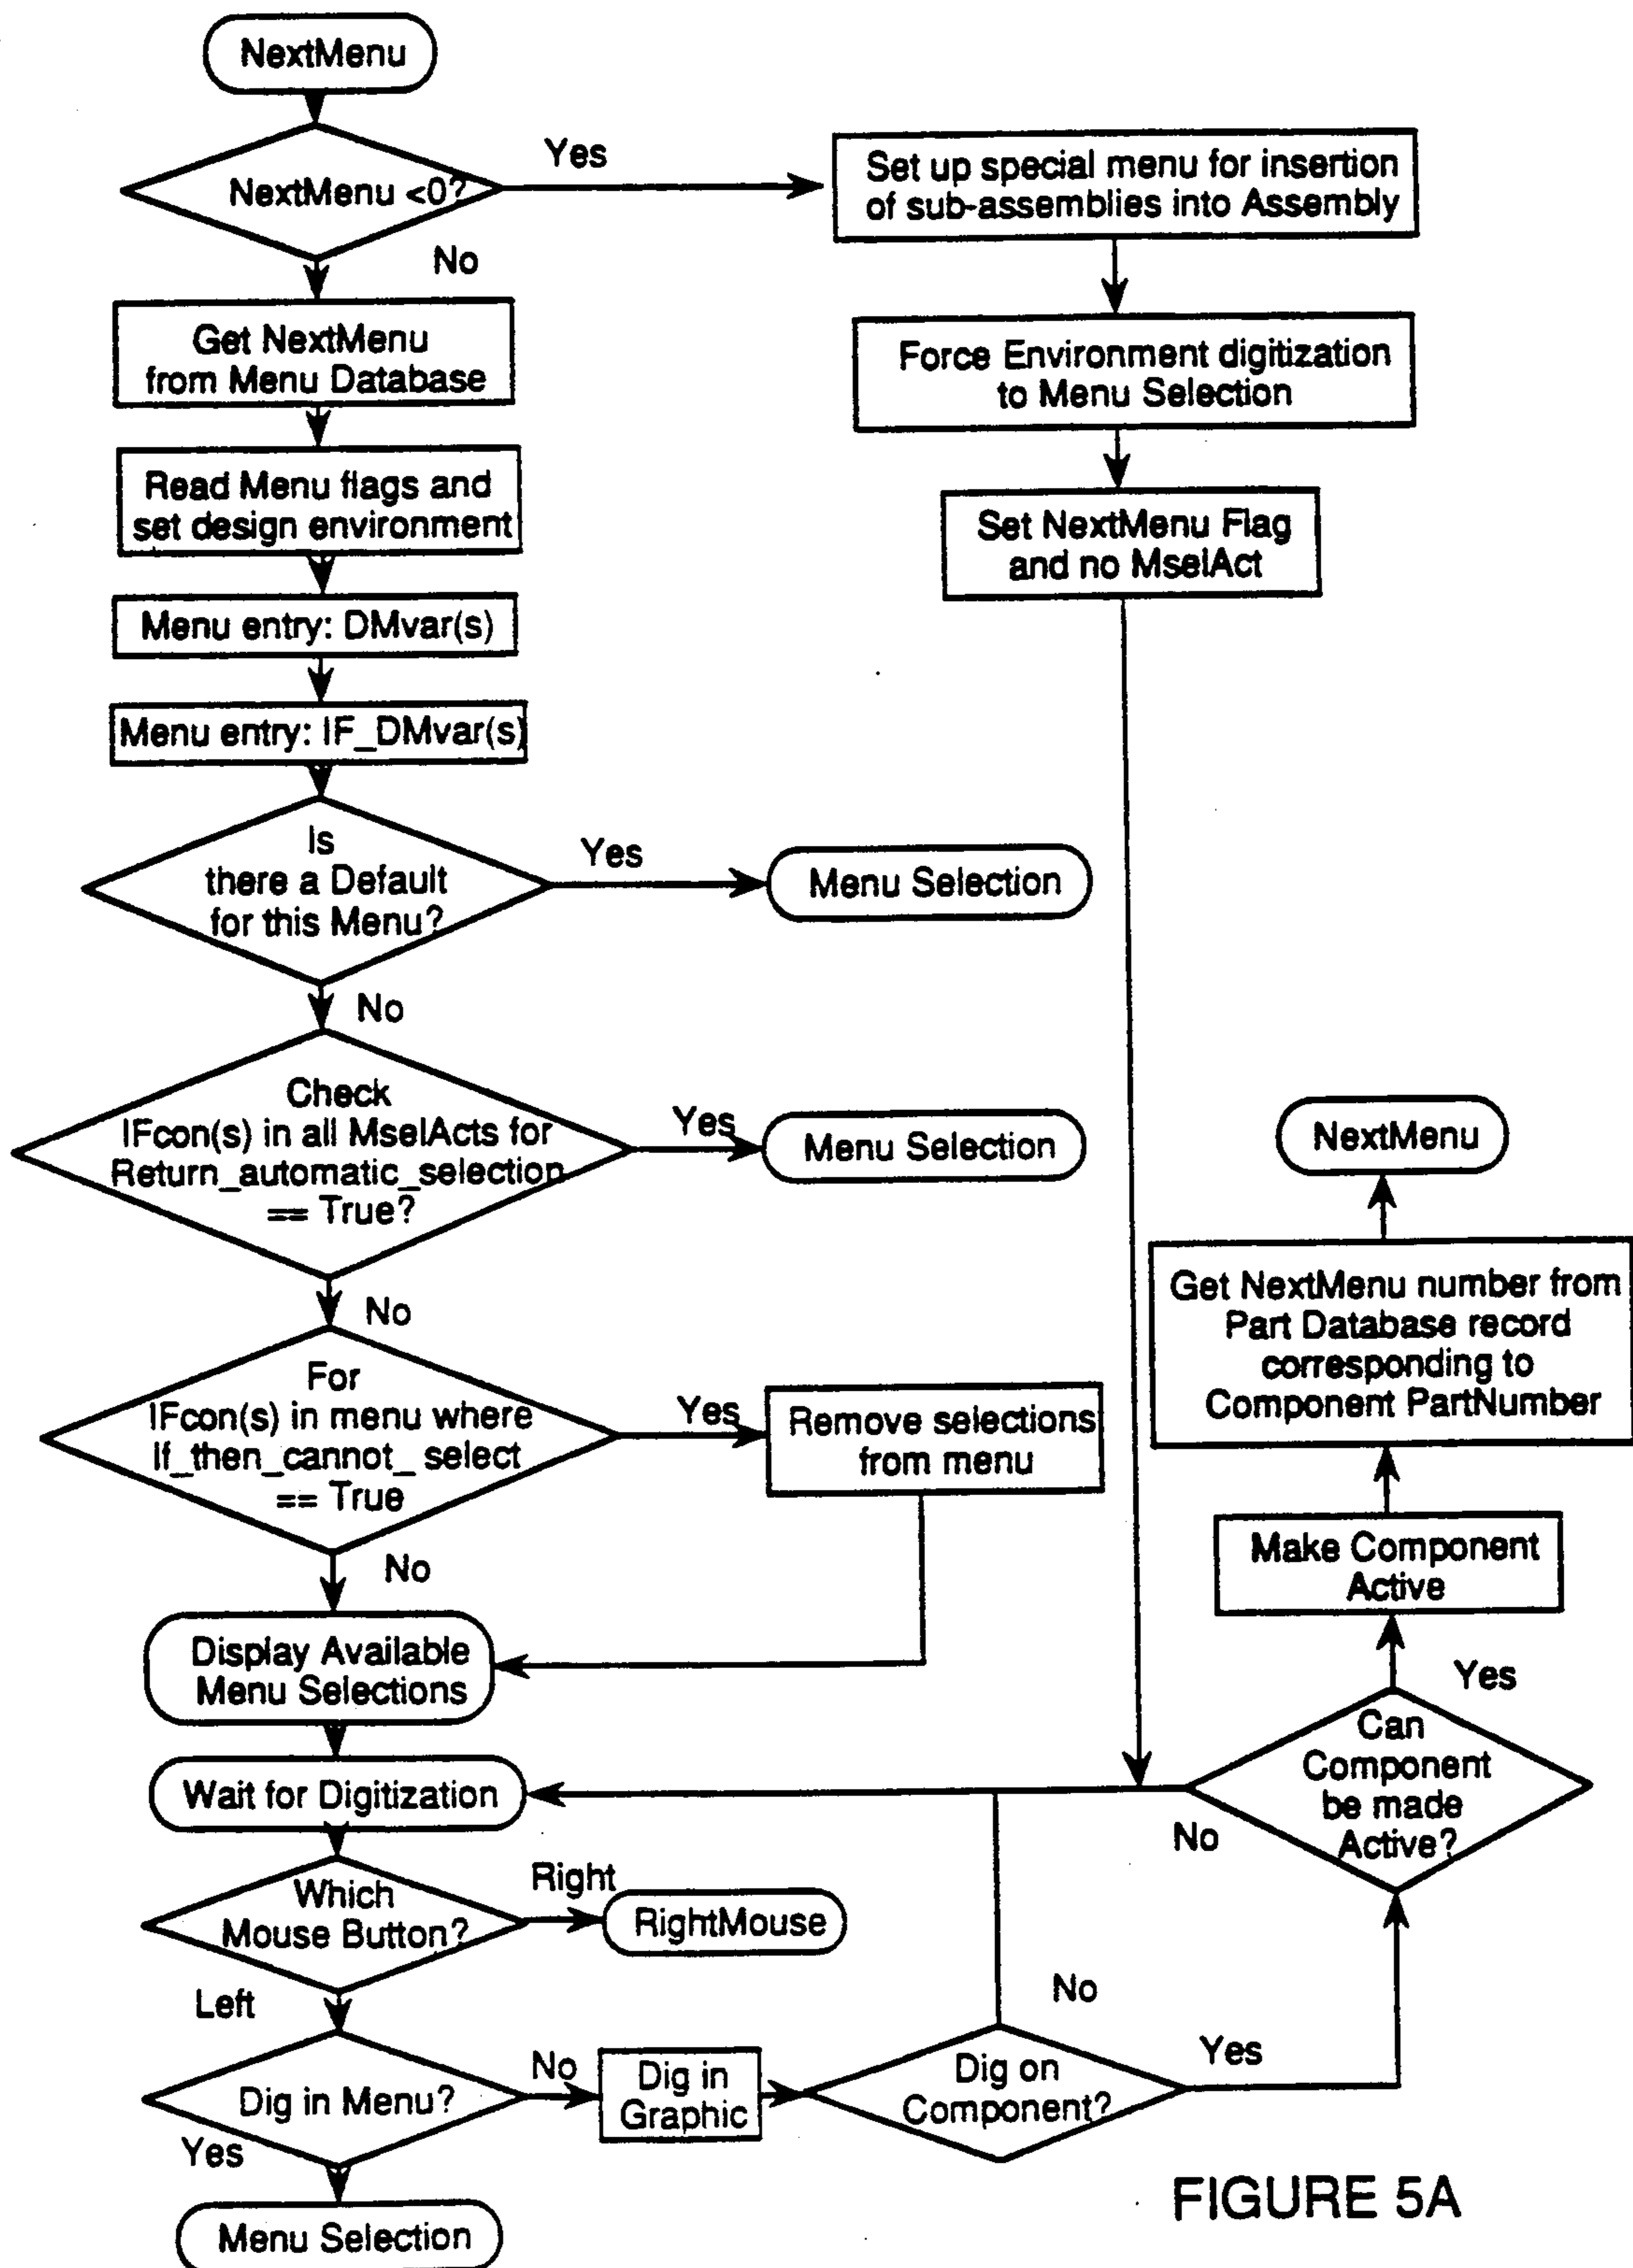 NextMenu
NextMenu <0?
Yes
Set up special menu for insertion
of sub-assemblies into Assembly
No
Get NextMenu
from Menu Database
Force Environment digitization
to Menu Selection
Read Menu flags and
set design environment
Set NextMenu Flag
and no MselAct
Menu entry: DMvar(s)
Menu entry: IF_DMvar(s)
Is
there a Default
for this Menu?
Yes
Menu Selection
No
Check
IFcon(s) in all MselActs for
Return_automatic_selection
== True?
Yes
Menu Selection
NextMenu
No
Get NextMenu number from
Part Database record
corresponding to
Component PartNumber
For
IFcon(s) in menu where
If_then_cannot_ select
== True
Yes
Remove selections
from menu
Make Component
Active
No
Display Available
Menu Selections
Yes
Can
Component
be made
Active?
No
Wait for Digitization
Which
Mouse Button?
Right
RightMouse
Left
No
Dig in Menu?
No
Dig in
Graphic
Dig on
Component?
Yes
Yes
Menu Selection
FIGURE 5A